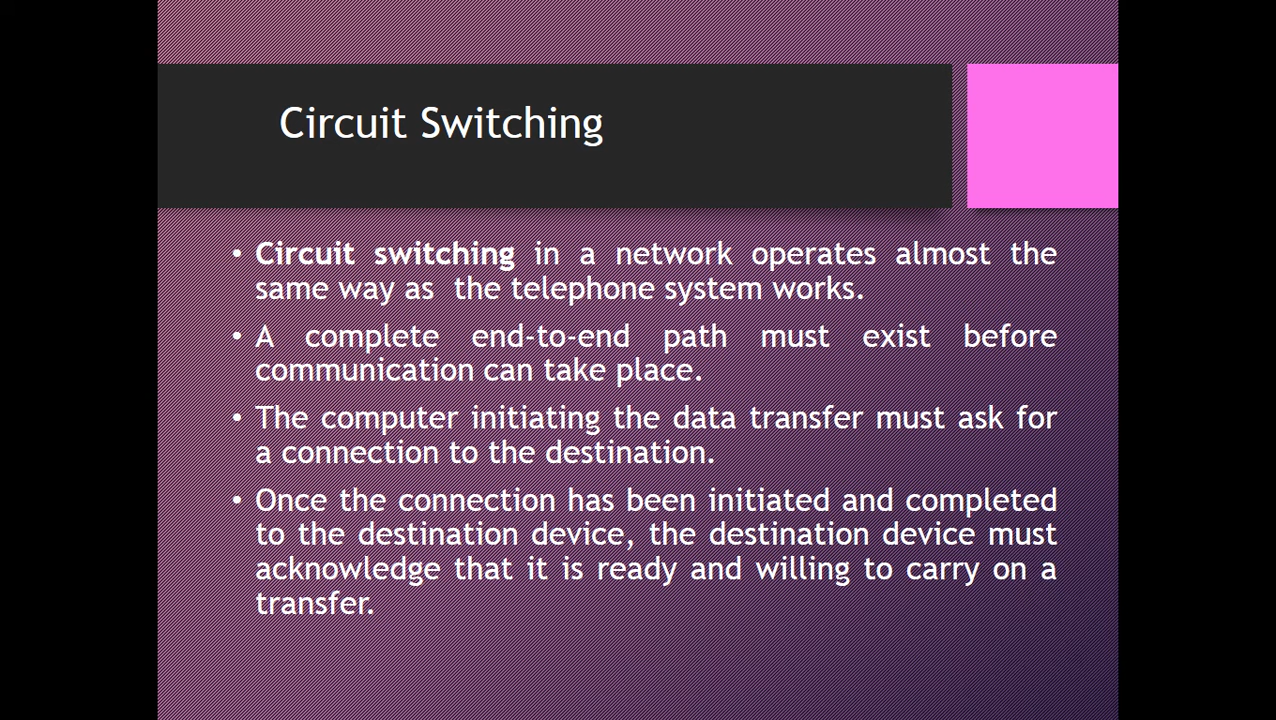 Circuit Switching
• Circuit switching in a network operates almost the
same way as  the telephone system works.
• A complete end-to-end path must exist before
communication can take place.
• The computer initiating the data transfer must ask for
a connection to the destination.
• Once the connection has been initiated and completed
to the destination device, the destination device must
acknowledge that it is ready and willing to carry on a
transfer.